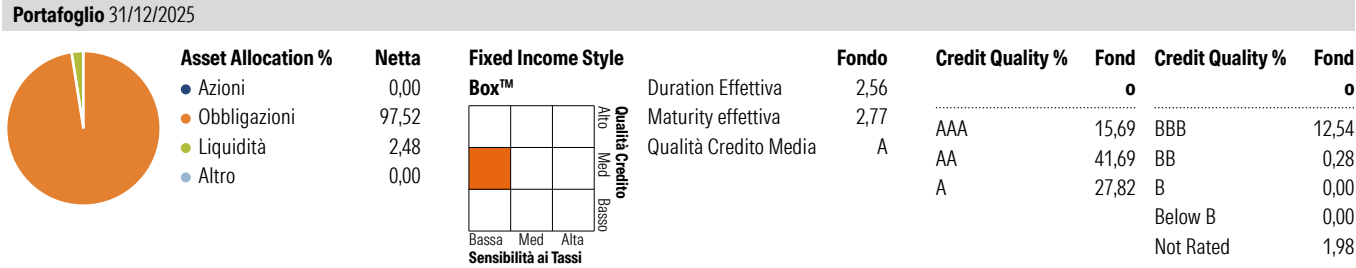 Portafoglio 31/12/2025
Asset Allocation % Netta
Azioni 0,00
Obbligazioni 97,52
Liquidità 2,48
Altro 0,00
Fixed Income Style
Box™
Alto Med Basso
Qualità Credito
Bassa Med Alta
Sensibilità ai Tassi
Fondo
Duration Effettiva 2,56
Maturity effettiva 2,77
Qualità Credito Media A
Credit Quality % Fond
o
AAA 15,69
AA 41,69
A 27,82
Credit Quality % Fond
o
BBB 12,54
BB 0,28
B 0,00
Below B 0,00
Not Rated 1,98